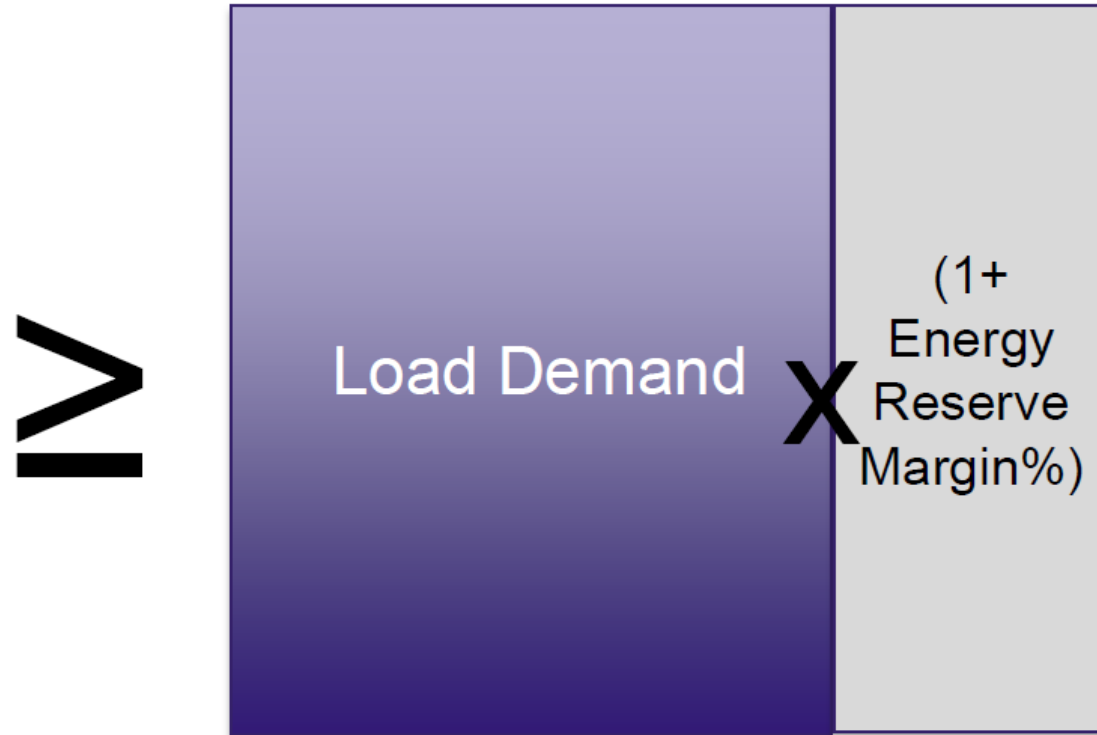 ≥
Load Demand
x
(1+
Energy
Reserve
Margin%)